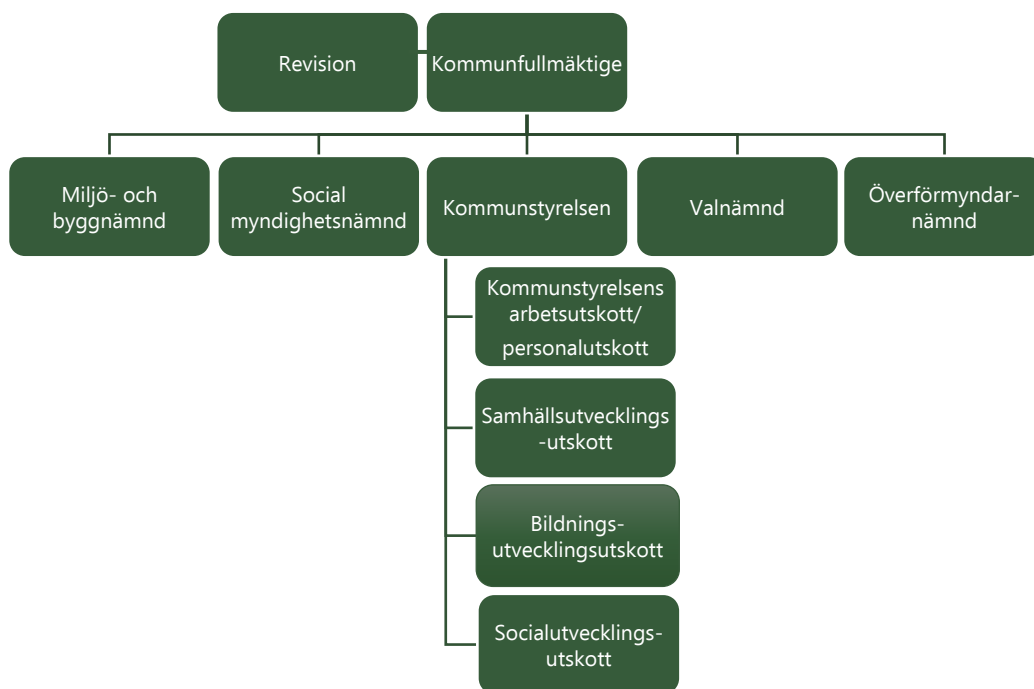 Revision
Kommunfullmäktige
Miljö- och
byggnämnd
Social
myndighetsnämnd
Kommunstyrelsen
Valnämnd
Överförmyndar-
nämnd
Kommunstyrelsens
arbetsutskott/
personalutskott
Samhällsutvecklings
-utskott
Bildnings-
utvecklingsutskott
Socialutvecklings-
utskott